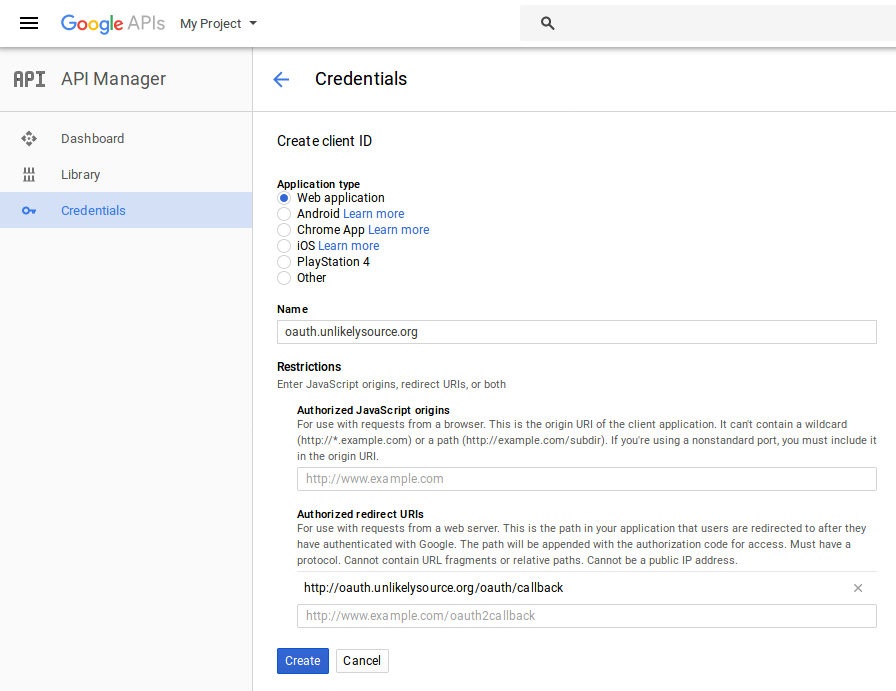 Google APIs My Project
API API Manager
Credentials
Dashboard
Library
Credentials
Create client ID
Application type
Web application
Android Learn more
Chrome App Learn more
iOS Learn more
PlayStation 4
Other
Name
oauth.unlikelysource.org
Restrictions
Enter JavaScript origins, redirect URIs, or both
Authorized JavaScript origins
For use with requests from a browser. This is the origin URI of the client application. It can't contain a wildcard
(http://*.example.com) or a path (http://example.com/subdir). If you're using a nonstandard port, you must include it
in the origin URI.
http://www.example.com
Authorized redirect URIs
For use with requests from a web server. This is the path in your application that users are redirected to after they
have authenticated with Google. The path will be appended with the authorization code for access. Must have a
protocol. Cannot contain URL fragments or relative paths. Cannot be a public IP address.
http://oauth.unlikelysource.org/oauth/callback
http://www.example.com/oauth2callback
Create Cancel